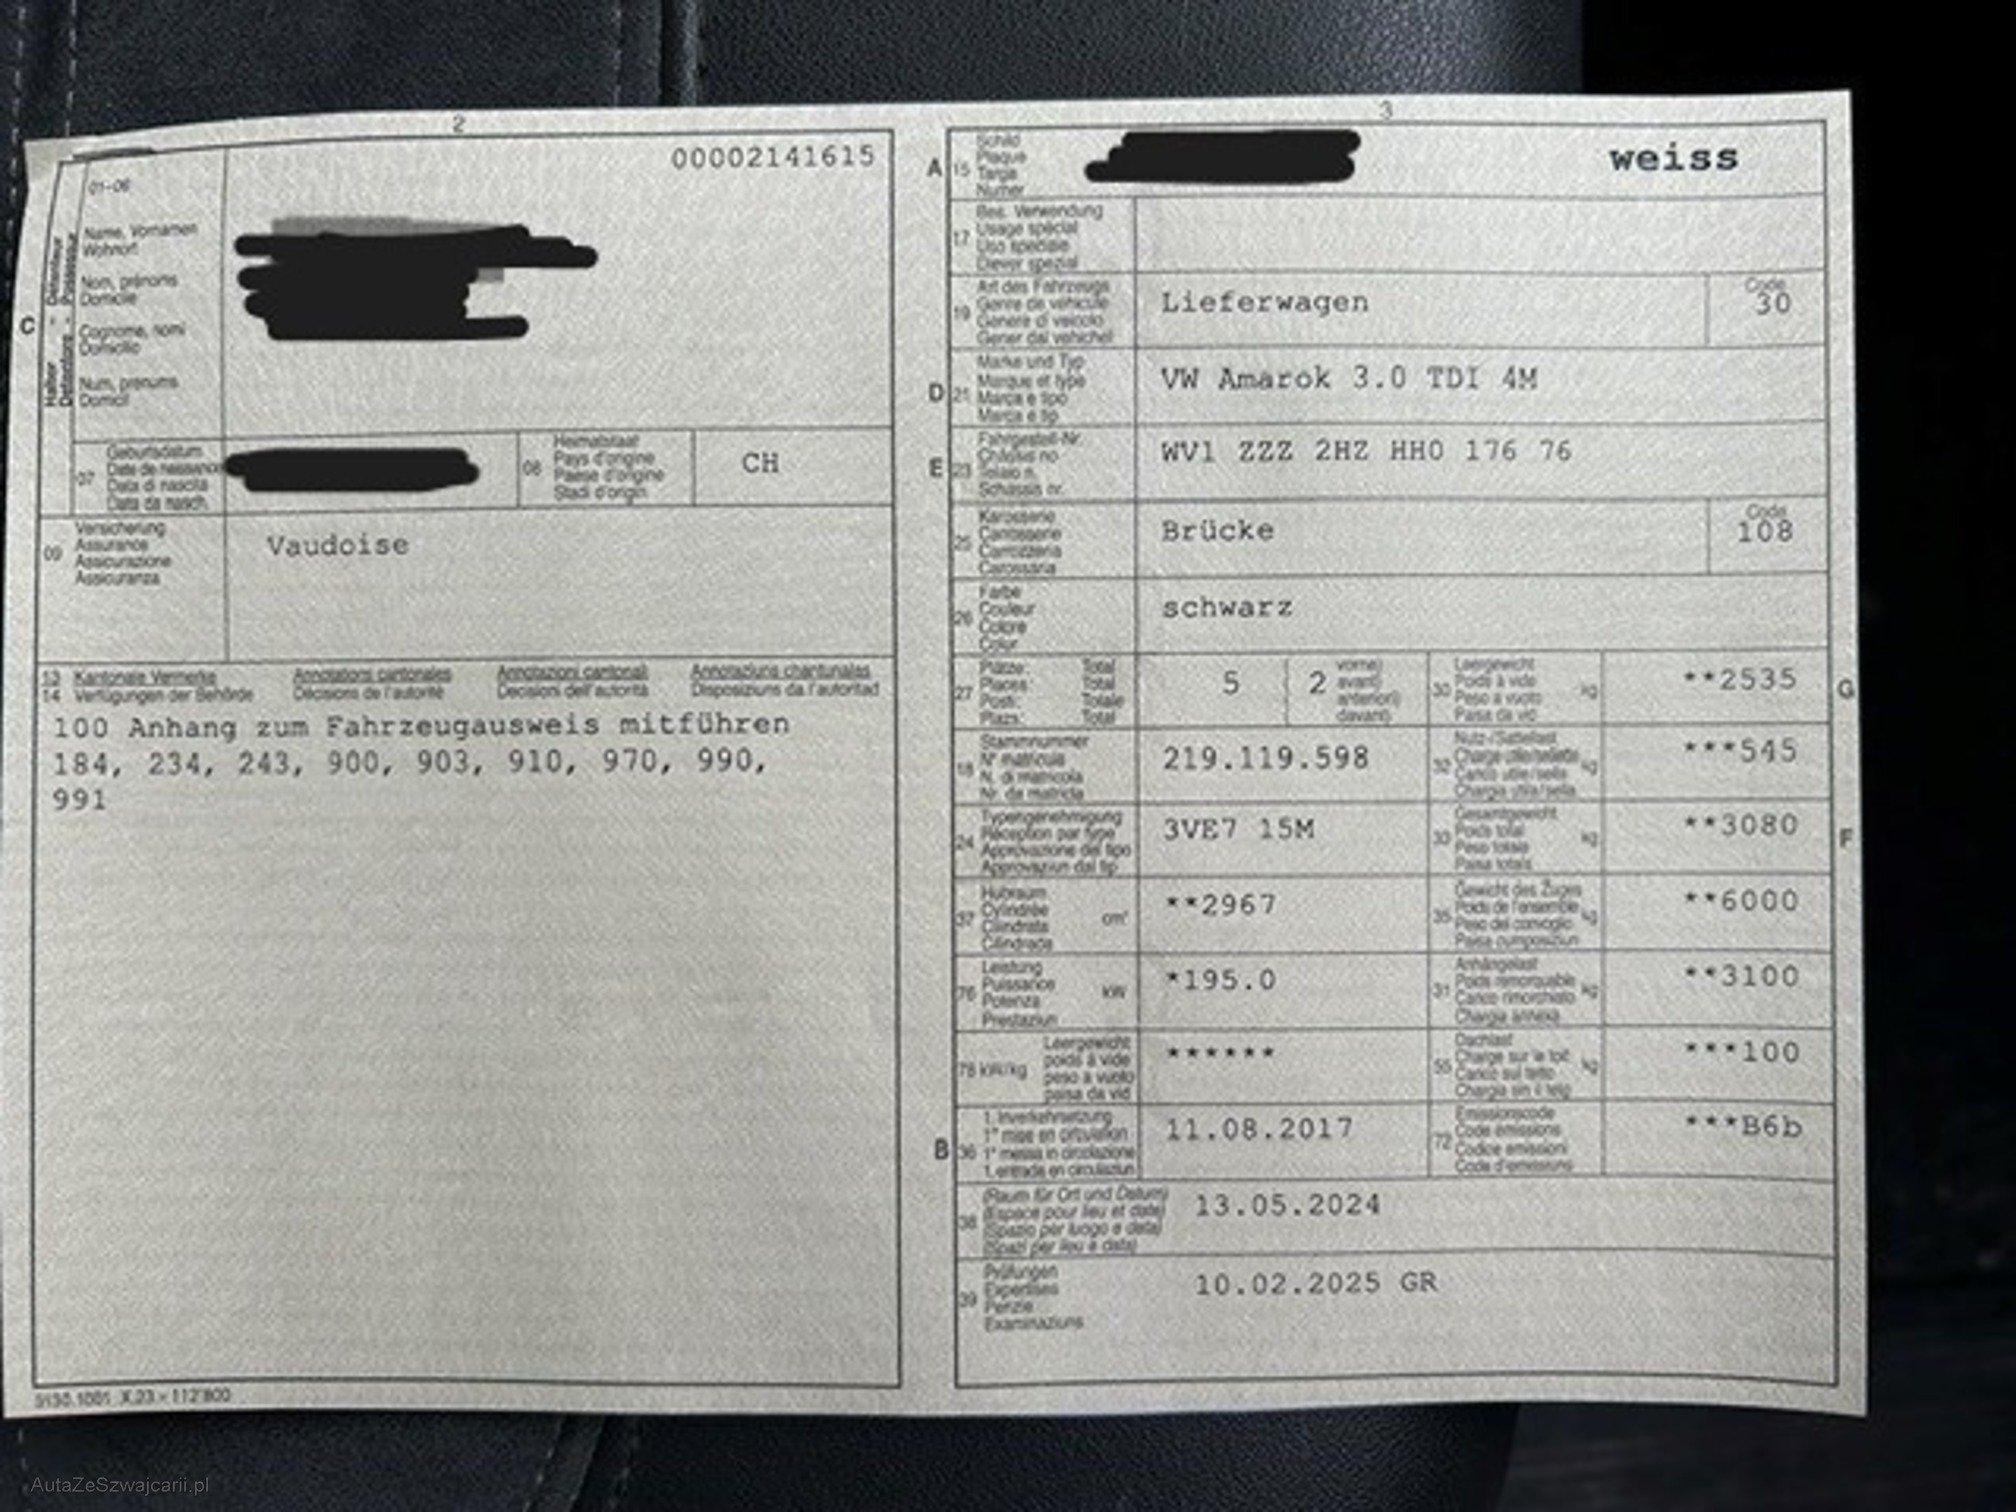 2
00002141615
01-06
C
Halter - Détenteur
Detentore - Possessur
Name, Vornamen
Wohnort
Nom, prénoms
Domicile
Cognome, nomi
Domicilio
Num, prenums
Domicil
07
Geburtsdatum
Date de naissance
Data di nascita
Data da nasch.
08
Heimatstaat
Pays d'origine
Paese d'origine
Stadi d'origin
CH
09
Versicherung
Assurance
Assicurazione
Assicuranza
Vaudoise
13 Kantonale Vermerke Annotations cantonales Annotazioni cantonali Annotaziuns chantunalas
14 Verfügungen der Behörde Décisions de l'autorité Decisioni dell'autorità Disposiziuns da l'autoritad
100 Anhang zum Fahrzeugausweis mitführen
184, 234, 243, 900, 903, 910, 970, 990,
991
3
A 15
Schild
Plaque
Targa
Numer
weiss
17
Bes. Verwendung
Usage spécial
Uso speciale
Diever spezial
19
Art des Fahrzeugs
Genre de véhicule
Genere di veicolo
Gener dal vehichel
Lieferwagen
Code
30
D 21
Marke und Typ
Marque et type
Marca e tipo
Marca e tip
VW Amarok 3.0 TDI 4M
E 23
Fahrgestell-Nr.
Châssis no
Telaio n.
Schassis nr.
WV1 ZZZ 2HZ HH0 176 76
25
Karosserie
Carrosserie
Carrozzeria
Carossaria
Brücke
Code
108
26
Farbe
Couleur
Colore
Color
schwarz
27
Plätze: Total
Places: Total
Posti: Totale
Plazs: Total
5
2
vorne)
avant)
anteriori)
davant)
30
Leergewicht
Poids à vide
Peso a vuoto
Paisa da vid
kg
**2535
G
18
Stammnummer
N° matricule
N. di matricola
Nr. da matricla
219.119.598
32
Nutz-/Sattellast
Charge utile/sellette
Carico utile/sella
Chargia utila/sella
kg
***545
24
Typengenehmigung
Réception par type
Approvazione del tipo
Approvaziun dal tip
3VE7 15M
33
Gesamtgewicht
Poids total
Peso totale
Paisa totala
kg
**3080
F
37
Hubraum
Cylindrée
Cilindrata
Cilindrada
cm³
**2967
35
Gewicht des Zuges
Poids de l'ensemble
Peso del convoglio
Paisa cumposiziun
kg
**6000
76
Leistung
Puissance
Potenza
Prestaziun
kW
*195.0
31
Anhängelast
Poids remorquable
Carico rimorchiato
Chargia annexa
kg
**3100
78 kW/kg
Leergewicht
poids à vide
peso a vuoto
paisa da vid
******
55
Dachlast
Charge sur le toit
Carico sul tetto
Chargia sin il tetg
kg
***100
B 36
1. Inverkehrsetzung
1re mise en circulation
1a messa in circolazione
1. entrada en circulaziun
11.08.2017
72
Emissionscode
Code émissions
Codice emissioni
Code d'emissiuns
***B6b
38
(Raum für Ort und Datum)
(Espace pour lieu et date)
(Spazio per luogo e data)
(Spazi per lieu e data)
13.05.2024
39
Prüfungen
Expertises
Perizie
Examinaziuns
10.02.2025 GR
5130.1001 X.23 - 112'800
AutaZeSzwajcarii.pl